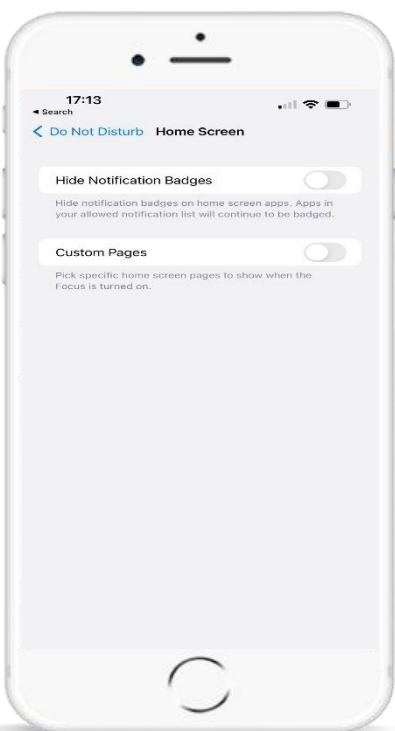 17:13
◂ Search
Do Not Disturb Home Screen
Hide Notification Badges
Hide notification badges on home screen apps. Apps in
your allowed notification list will continue to be badged.
Custom Pages
Pick specific home screen pages to show when the
Focus is turned on.